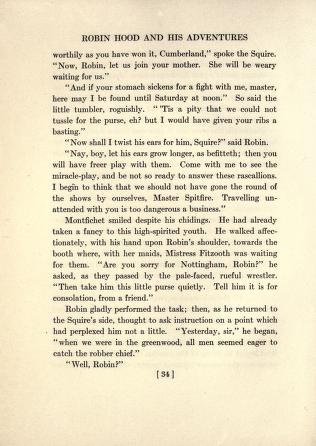 ROBIN HOOD AND HIS ADVENTURES
worthily as you have won it, Cumberland," spoke the Squire.
"Now, Robin, let us join your mother. She will be weary
waiting for us."
"And if your stomach sickens for a fight with me, master,
here may I be found until Saturday at noon." So said the
little tumbler, roguishly. "'Tis a pity that we could not
tussle for the purse, eh? but I would have given your ribs a
basting."
"Now shall I twist his ears for him, Squire?" said Robin.
"Nay, boy, let his ears grow longer, as befitteth; then you
will have freer play with them. Come with me to see the
miracle-play, and be not so ready to answer these rascallions.
I begin to think that we should not have gone the round of
the shows by ourselves, Master Spitfire. Travelling un-
attended with you is too dangerous a business."
Montfichet smiled despite his chidings. He had already
taken a fancy to this high-spirited youth. He walked affec-
tionately, with his hand upon Robin's shoulder, towards the
booth where, with her maids, Mistress Fitzooth was waiting
for them. "Are you sorry for Nottingham, Robin?" he
asked, as they passed by the pale-faced, rueful wrestler.
"Then take him this little purse quietly. Tell him it is for
consolation, from a friend."
Robin gladly performed the task; then, as he returned to
the Squire's side, thought to ask instruction on a point which
had perplexed him not a little. "Yesterday, sir," he began,
"when we were in the greenwood, all men seemed eager to
catch the robber chief."
"Well, Robin?"
[ 34 ]